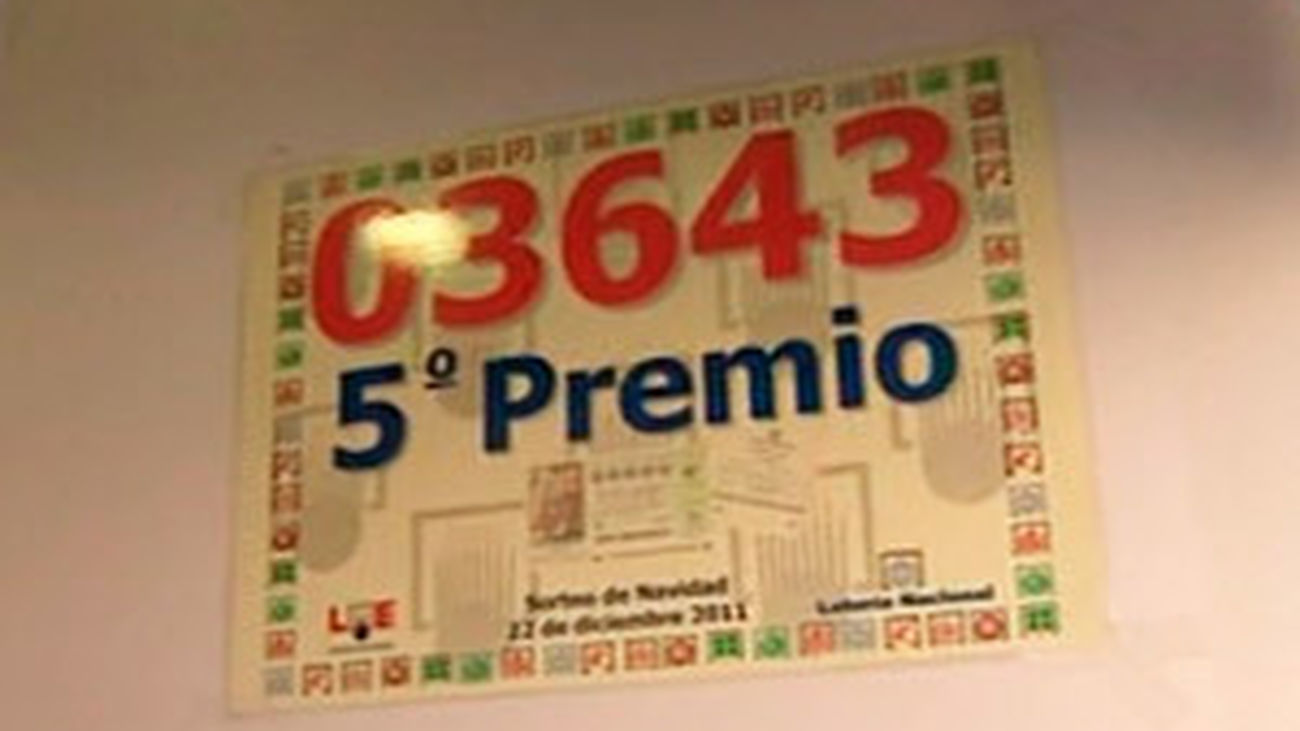 03643
5º Premio
Sorteo de Navidad
22 de diciembre 2011
Lotería Nacional